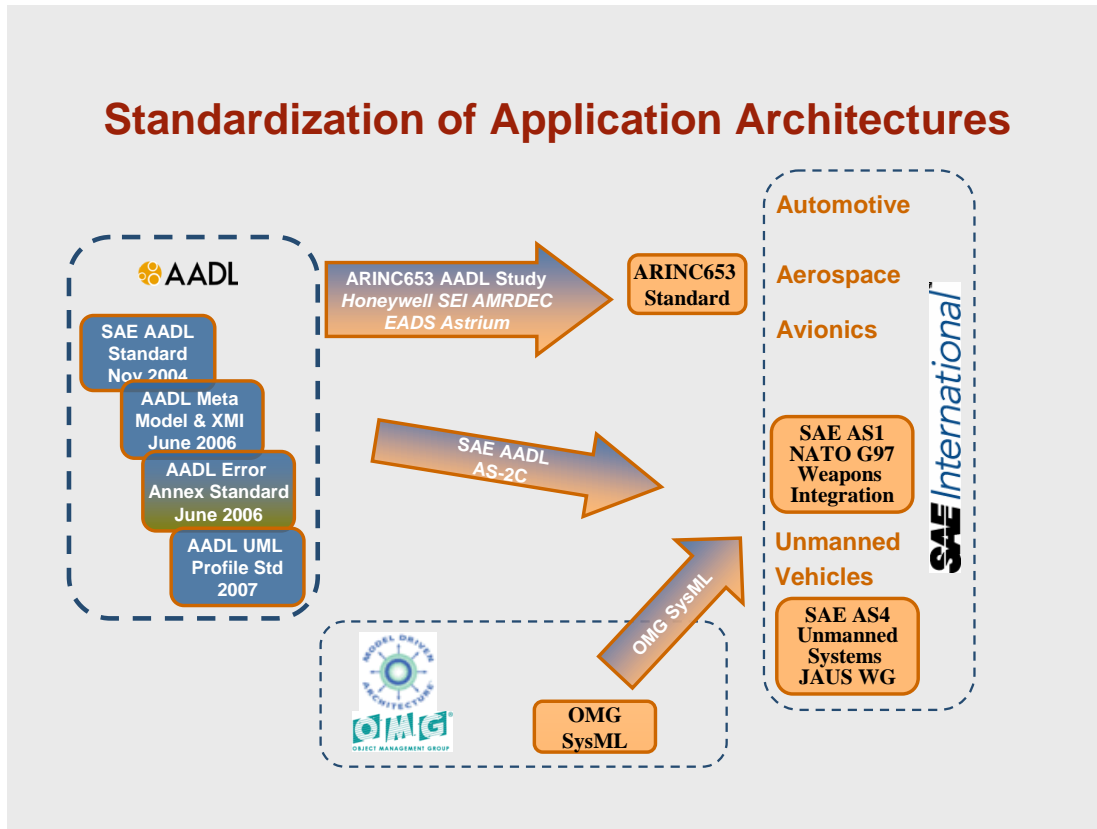 Standardization of Application Architectures
AADL
SAE AADL
Standard
Nov 2004
AADL Meta
Model & XMI
June 2006
AADL Error
Annex Standard
June 2006
AADL UML
Profile Std
2007
ARINC653 AADL Study
Honeywell SEI AMRDEC
EADS Astrium
ARINC653
Standard
SAE AADL
AS-2C
OMG SysML
MODEL DRIVEN
ARCHITECTURE
OMG
OBJECT MANAGEMENT GROUP
OMG
SysML
Automotive
Aerospace
Avionics
SAE AS1
NATO G97
Weapons
Integration
Unmanned
Vehicles
SAE AS4
Unmanned
Systems
JAUS WG
SAE International